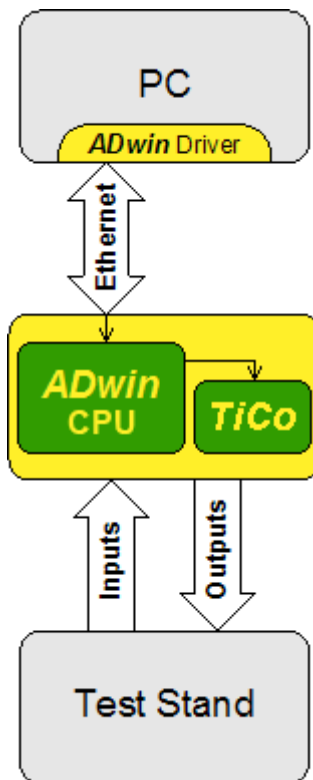 PC
ADwin Driver
Ethernet
ADwin
CPU
TiCo
Inputs
Outputs
Test Stand